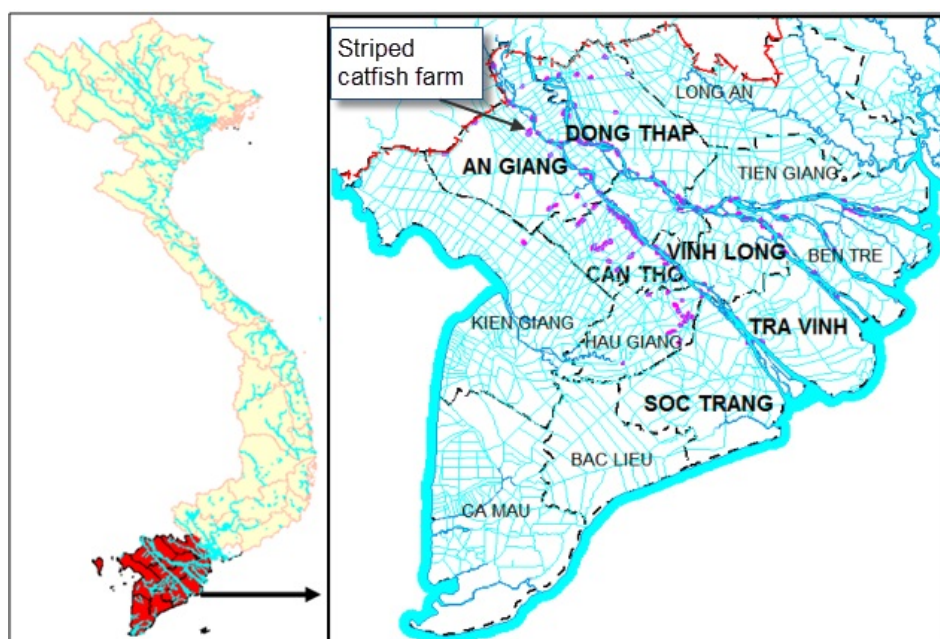 Striped
catfish farm
LONG AN
DONG THAP
AN GIANG
TIEN GIANG
VINH LONG
BEN TRE
CAN THO
KIEN GIANG
HAU GIANG
TRA VINH
SOC TRANG
BAC LIEU
CA MAU